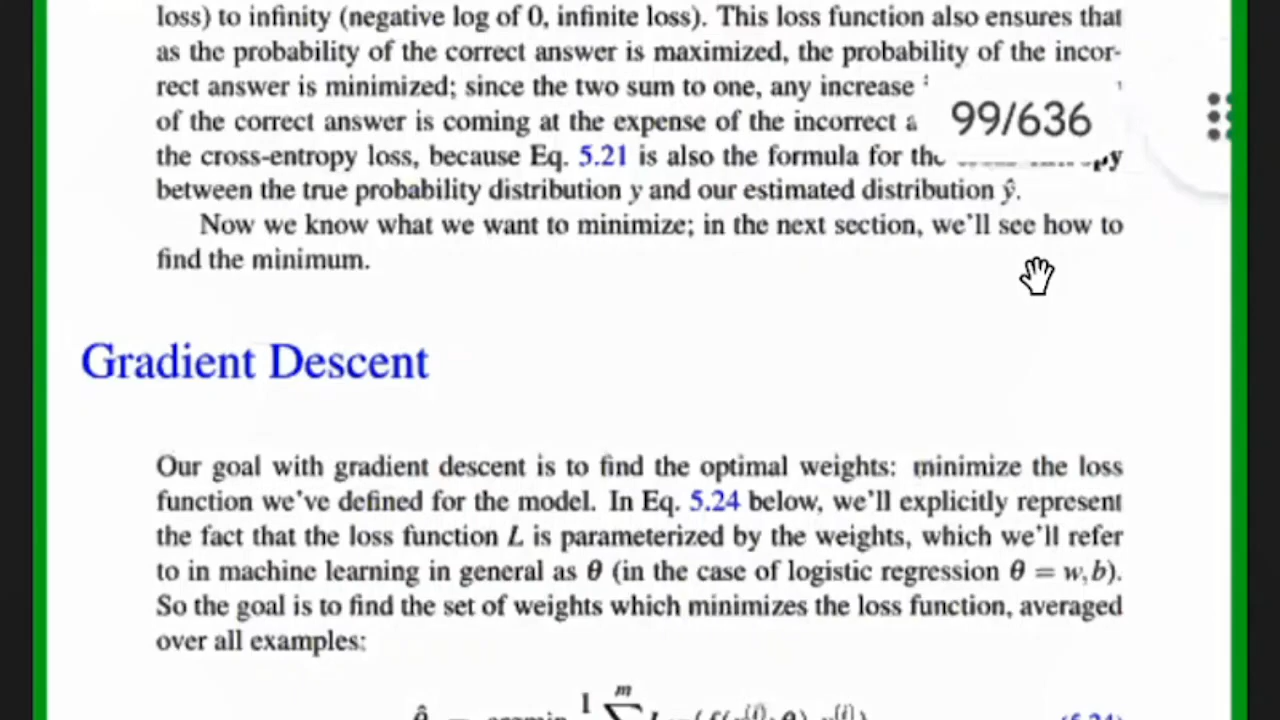 loss) to infinity (negative log of 0, infinite loss). This loss function also ensures that
as the probability of the correct answer is maximized, the probability of the incor-
rect answer is minimized; since the two sum to one, any increase
of the correct answer is coming at the expense of the incorrect a
99/636
the cross-entropy loss, because Eq. 5.21 is also the formula for the
between the true probability distribution y and our estimated distribution ŷ.
Now we know what we want to minimize; in the next section, we'll see how to
find the minimum.
Gradient Descent
Our goal with gradient descent is to find the optimal weights: minimize the loss
function we've defined for the model. In Eq. 5.24 below, we'll explicitly represent
the fact that the loss function L is parameterized by the weights, which we'll refer
to in machine learning in general as θ (in the case of logistic regression θ = w,b).
So the goal is to find the set of weights which minimizes the loss function, averaged
over all examples: